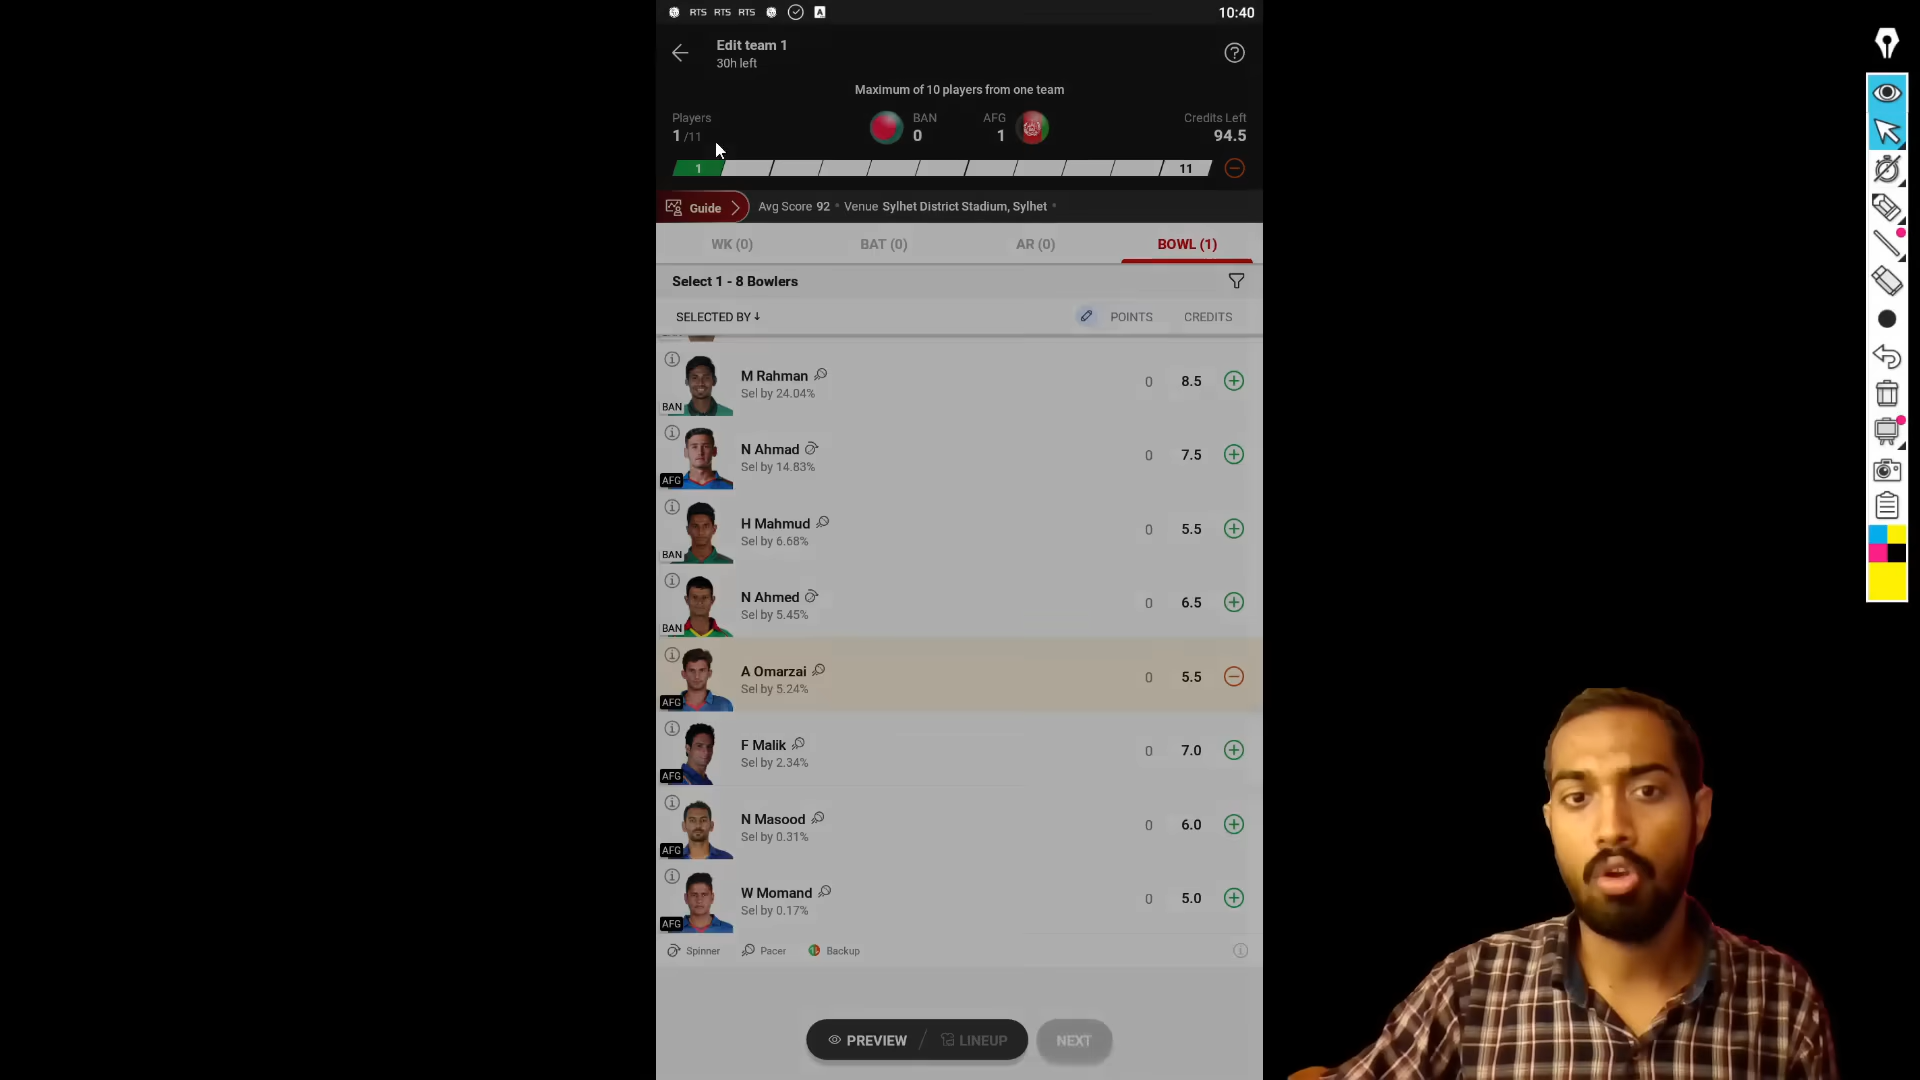 RTS RTS RTS A 10:40
Edit team 1
30h left
Maximum of 10 players from one team
Players BAN AFG Credits Left
1 /11 0 1 94.5
1 11
Guide Avg Score 92 • Venue Sylhet District Stadium, Sylhet •
WK (0) BAT (0) AR (0) BOWL (1)
Select 1 - 8 Bowlers
SELECTED BY ↓ POINTS CREDITS
M Rahman
Sel by 24.04%
BAN 0 8.5
N Ahmad
Sel by 14.83%
AFG 0 7.5
H Mahmud
Sel by 6.68%
BAN 0 5.5
N Ahmed
Sel by 5.45%
BAN 0 6.5
A Omarzai
Sel by 5.24%
AFG 0 5.5
F Malik
Sel by 2.34%
AFG 0 7.0
N Masood
Sel by 0.31%
AFG 0 6.0
W Momand
Sel by 0.17%
AFG 0 5.0
Spinner Pacer Backup
PREVIEW / LINEUP NEXT